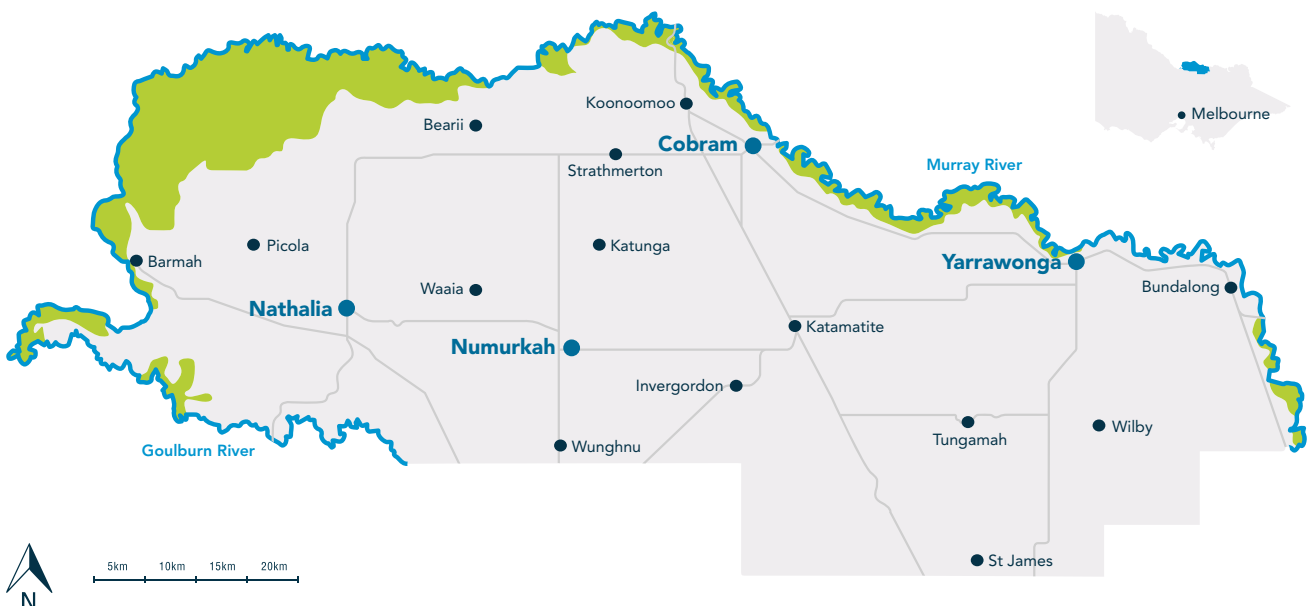 Koonoomoo
Melbourne
Bearii
Cobram
Strathmerton
Murray River
Picola
Katunga
Barmah
Yarrawonga
Waaia
Bundalong
Nathalia
Katamatite
Numurkah
Invergordon
Tungamah
Wilby
Goulburn River
Wunghnu
St James
5km 10km 15km 20km
N